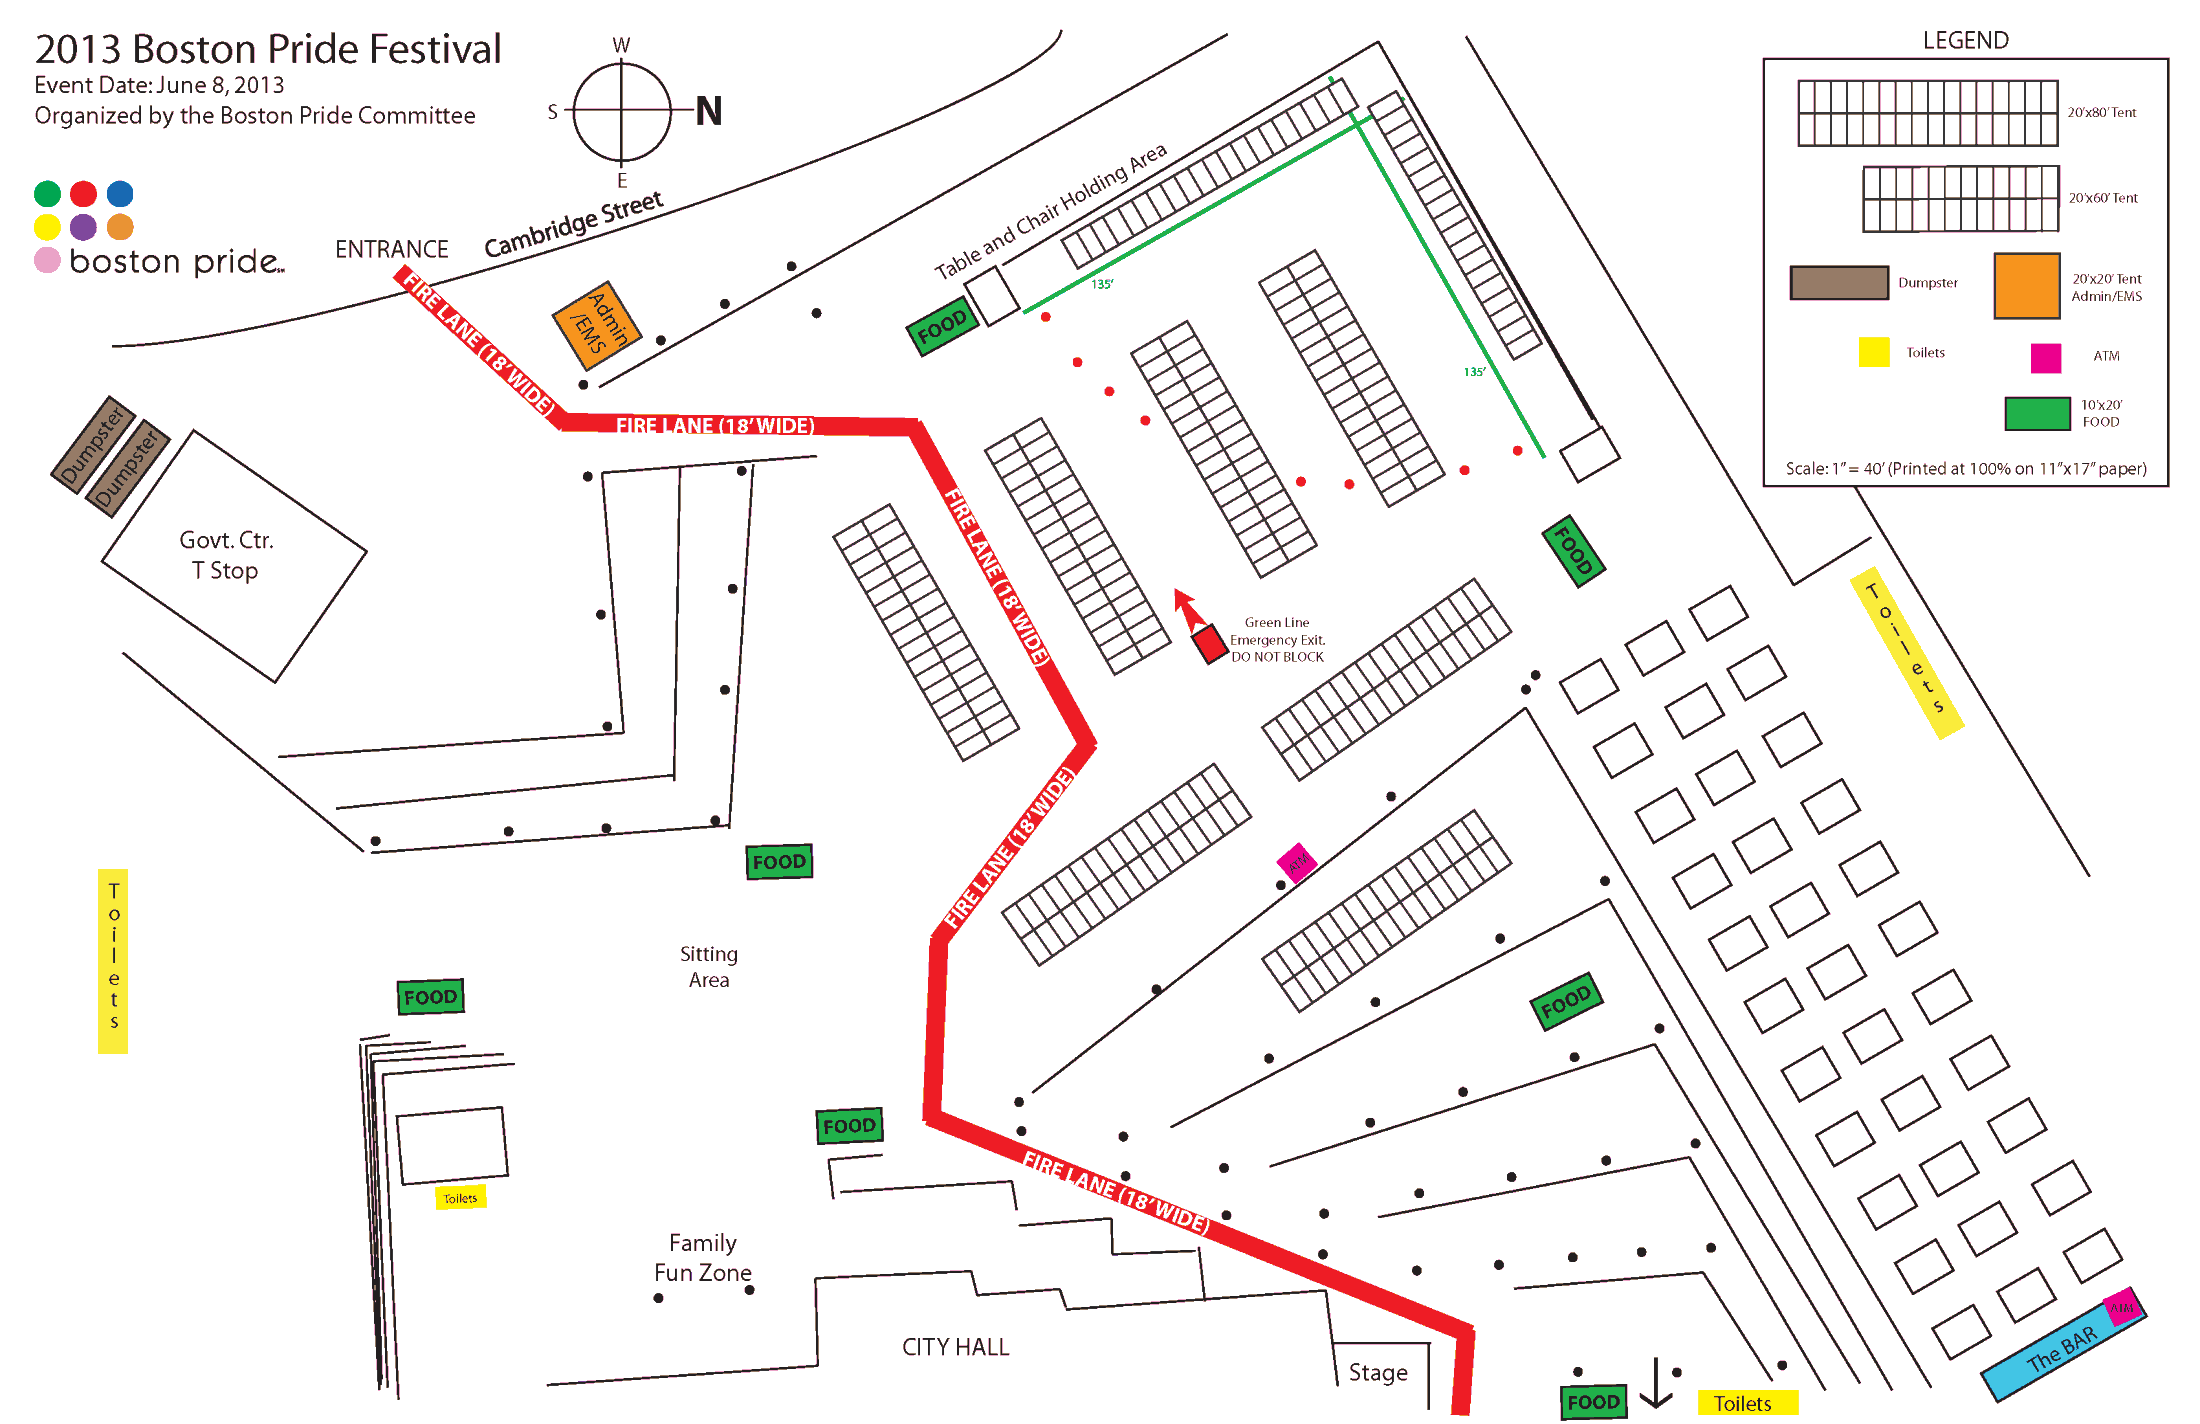 2013 Boston Pride Festival
Event Date: June 8, 2013
Organized by the Boston Pride Committee
boston pride℠
W
S
N
E
ENTRANCE
Cambridge Street
FIRE LANE (18' WIDE)
Admin
/EMS
FIRE LANE (18' WIDE)
FOOD
Table and Chair Holding Area
135'
135'
LEGEND
20'x80' Tent
20'x60' Tent
Dumpster
20'x20' Tent
Admin/EMS
Toilets
ATM
10'x20'
FOOD
Scale: 1" = 40' (Printed at 100% on 11"x17" paper)
Dumpster
Dumpster
Govt. Ctr.
T Stop
FIRE LANE (18' WIDE)
FOOD
Green Line
Emergency Exit.
DO NOT BLOCK
Toilets
FIRE LANE (18' WIDE)
FOOD
ATM
Toilets
Sitting
Area
FOOD
FOOD
FOOD
Toilets
FIRE LANE (18' WIDE)
Family
Fun Zone
CITY HALL
Stage
FOOD
Toilets
The BAR
ATM